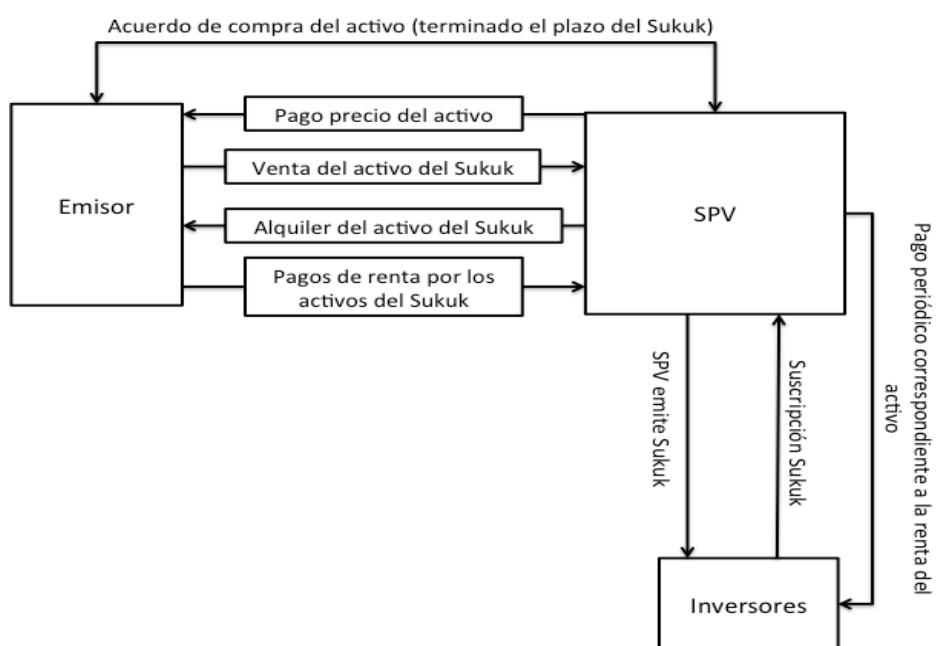 Acuerdo de compra del activo (terminado el plazo del Sukuk)
Pago precio del activo
Venta del activo del Sukuk
Emisor
SPV
Alquiler del activo del Sukuk
Pagos de renta por los
activos del Sukuk
SPV emite Sukuk
Suscripción Sukuk
Pago periódico correspondiente a la renta del
activo
Inversores